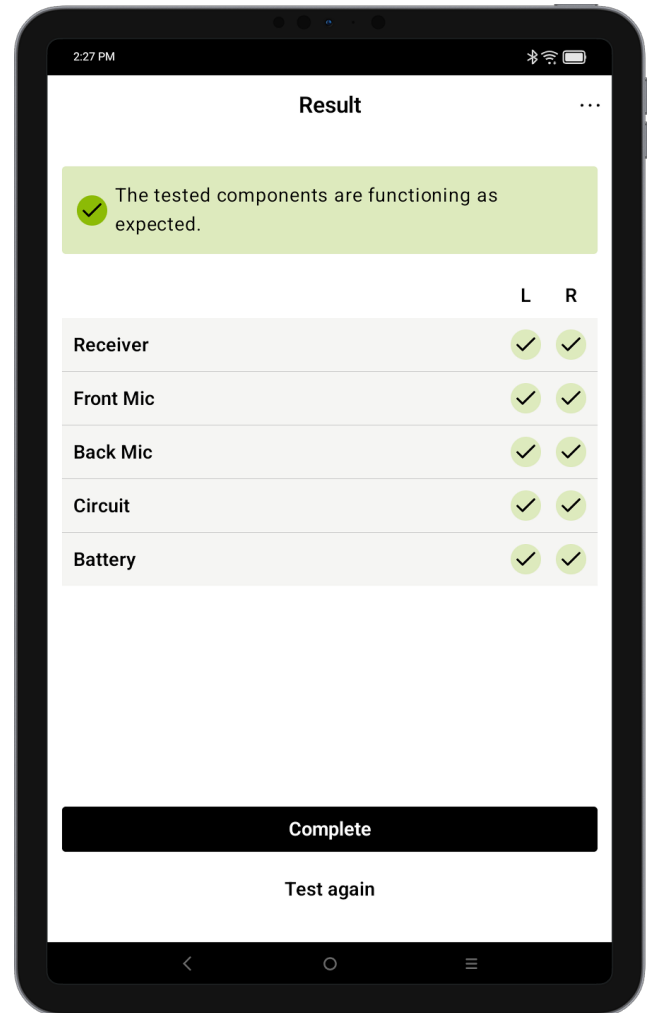 2:27 PM
Result
The tested components are functioning as
expected.
L R
Receiver
Front Mic
Back Mic
Circuit
Battery
Complete
Test again